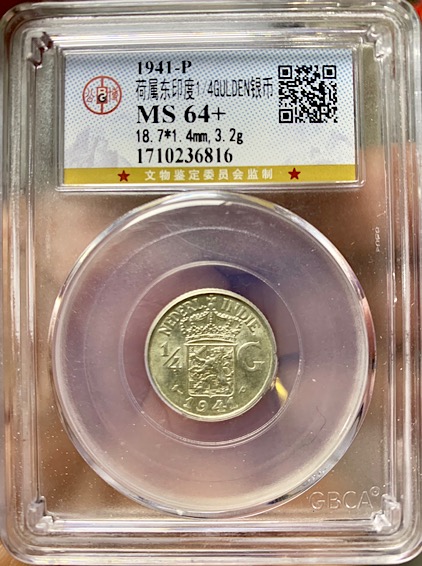 1941-P
荷属东印度1/4GULDEN银币
MS 64+
18.7*1.4mm,3.2g
1710236816
★ 文物鉴定委员会监制 ★
公博
NEDERL INDIE
1/4 G
1941
GBCA